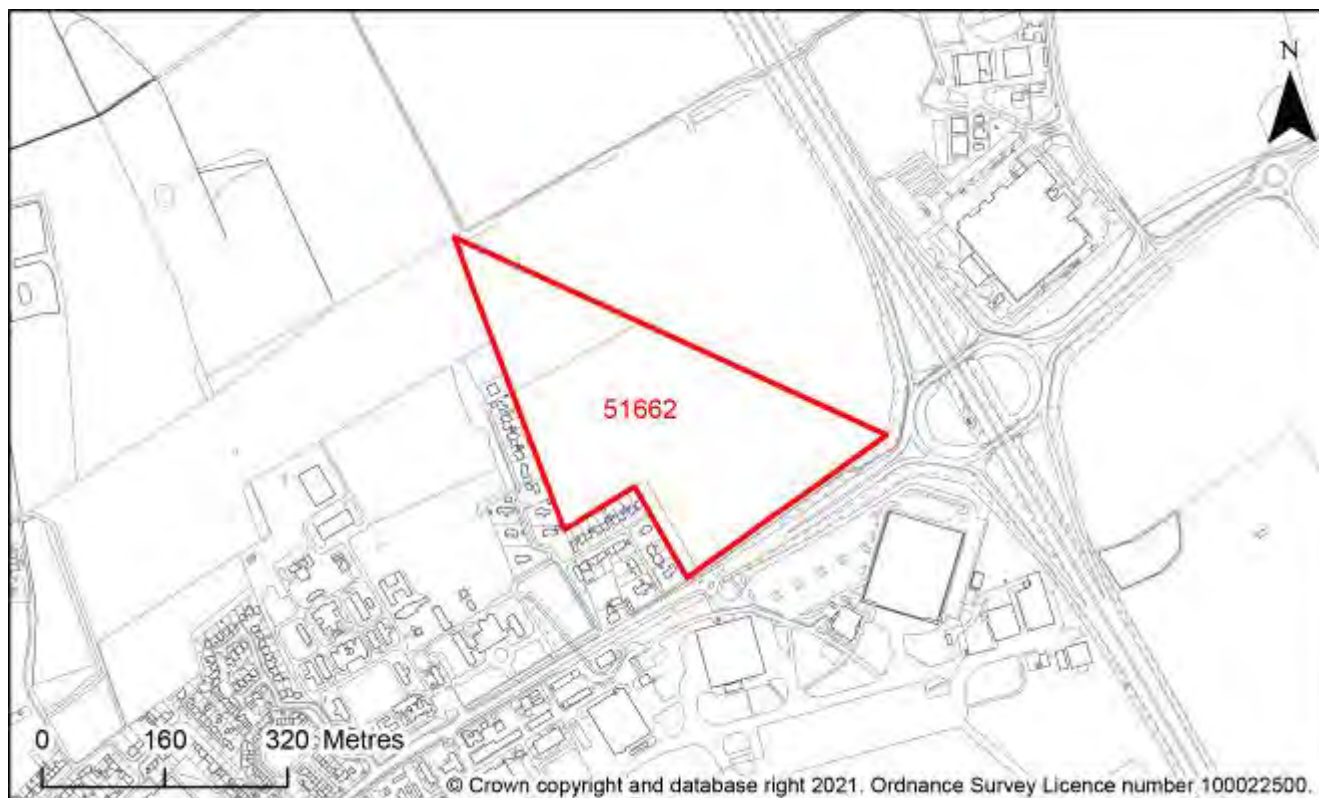 N
51662
0 160 320 Metres
© Crown copyright and database right 2021. Ordnance Survey Licence number 100022500.